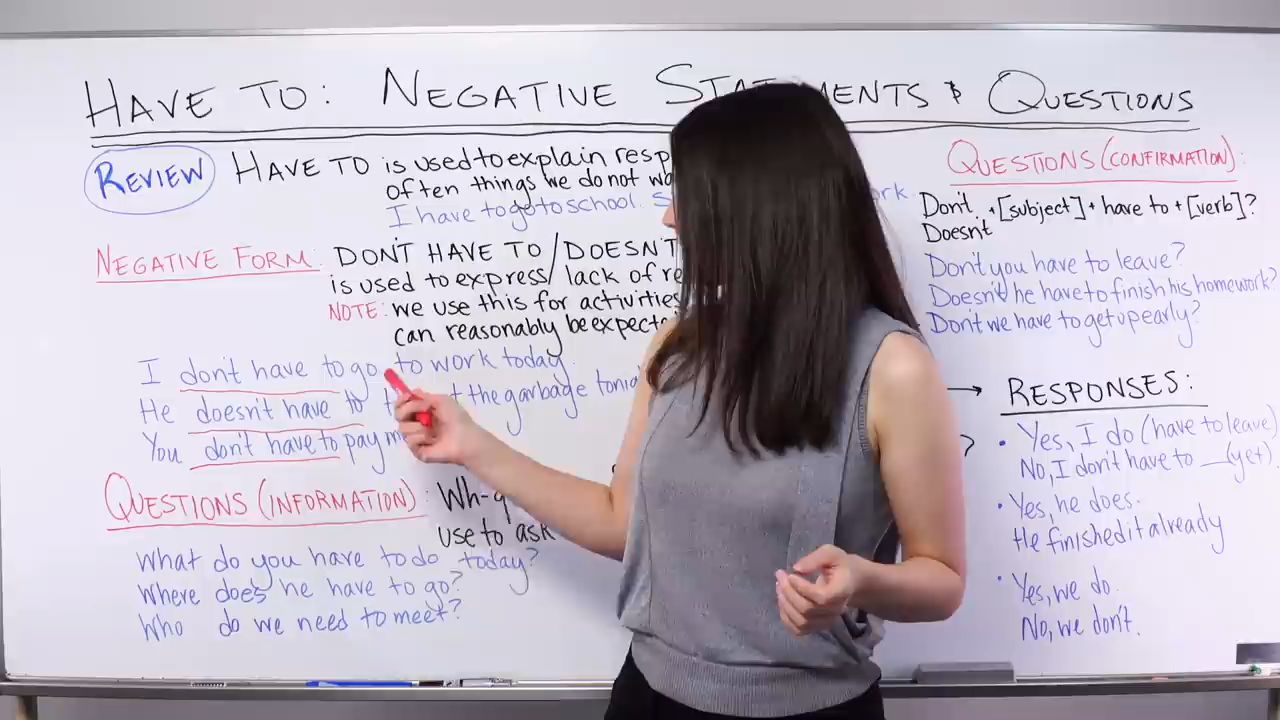 HAVE TO: NEGATIVE STATEMENTS & QUESTIONS
REVIEW HAVE TO is used to explain
often things we do not
I have to go to school.
NEGATIVE FORM: DON'T HAVE TO / DOESN'T
is used to express / lack of
NOTE: we use this for activities
can reasonably be
I don't have to go to work today.
He doesn't have to the garbage
You don't have to pay
QUESTIONS (INFORMATION): Wh-
use to ask
What do you have to do today?
Where does he have to go?
Who do we need to meet?
QUESTIONS (CONFIRMATION):
Don't
Doesn't +[subject]+ have to +[verb]?
Don't you have to leave?
Doesn't he have to finish his homework?
Don't we have to get up early?
→ RESPONSES:
• Yes, I do (have to leave)
No, I don't have to __ (yet)
• Yes, he does.
He finished it already
• Yes, we do.
No, we don't.